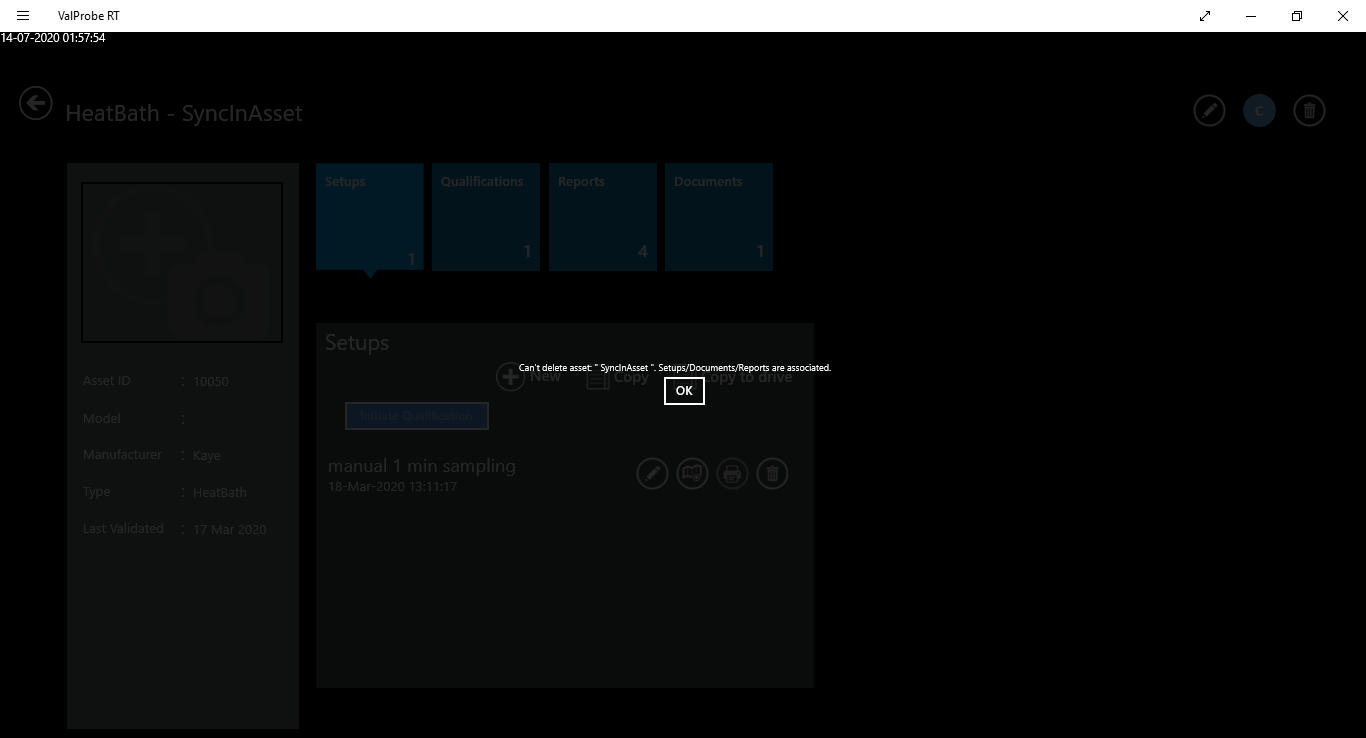 ValProbe RT
14-07-2020 01:57:54
HeatBath - SyncInAsset
C
Setups
1
Qualifications
1
Reports
4
Documents
1
Asset ID : 10050
Model :
Manufacturer : Kaye
Type : HeatBath
Last Validated : 17 Mar 2020
Setups
Can't delete asset: " SyncInAsset ". Setups/Documents/Reports are associated.
New
Copy
Copy to drive
OK
Initiate Qualification
manual 1 min sampling
18-Mar-2020 13:11:17